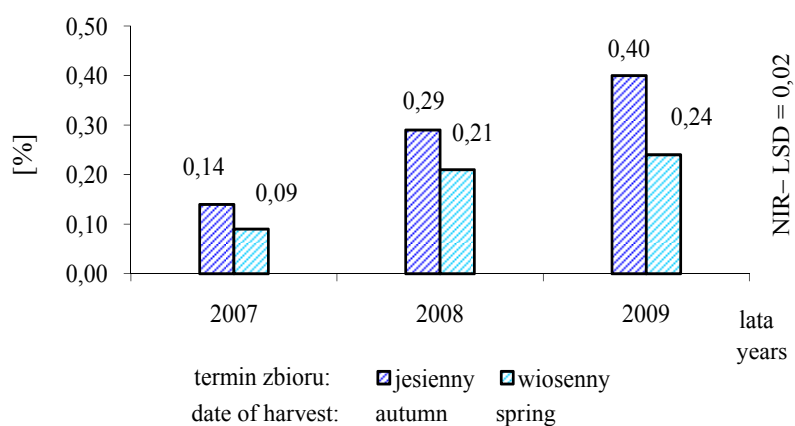 0,50
0,40
0,30
0,20
0,10
0,00
[%]
0,14
0,09
0,29
0,21
0,40
0,24
NIR– LSD = 0,02
2007 2008 2009
lata
years
termin zbioru: jesienny wiosenny
date of harvest: autumn spring